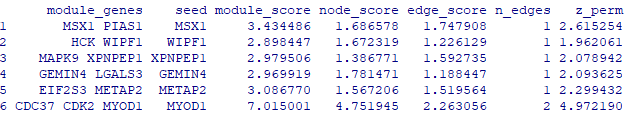 module_genes seed module_score node_score edge_score n_edges z_perm
1 MSX1 PIAS1 MSX1 3.434486 1.686578 1.747908 1 2.615254
2 HCK WIPF1 WIPF1 2.898447 1.672319 1.226129 1 1.962061
3 MAPK9 XPNPEP1 XPNPEP1 2.979506 1.386771 1.592735 1 2.078942
4 GEMIN4 LGALS3 GEMIN4 2.969919 1.781471 1.188447 1 2.093625
5 EIF2S3 METAP2 METAP2 3.086770 1.567206 1.519564 1 2.299432
6 CDC37 CDK2 MYOD1 MYOD1 7.015001 4.751945 2.263056 2 4.972190